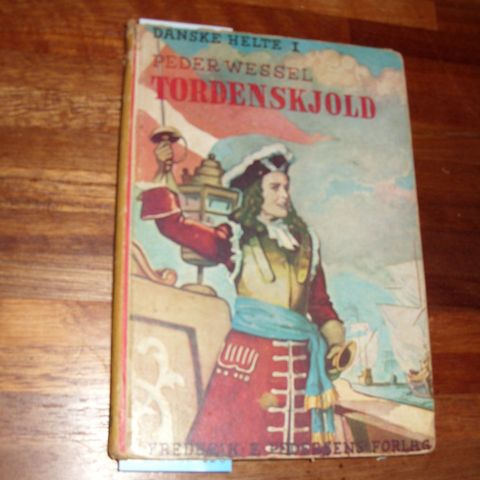 DANSKE HELTE I
PEDER WESSEL
TORDENSKJOLD
FREDERIK E. PEDERSENS FORLAG